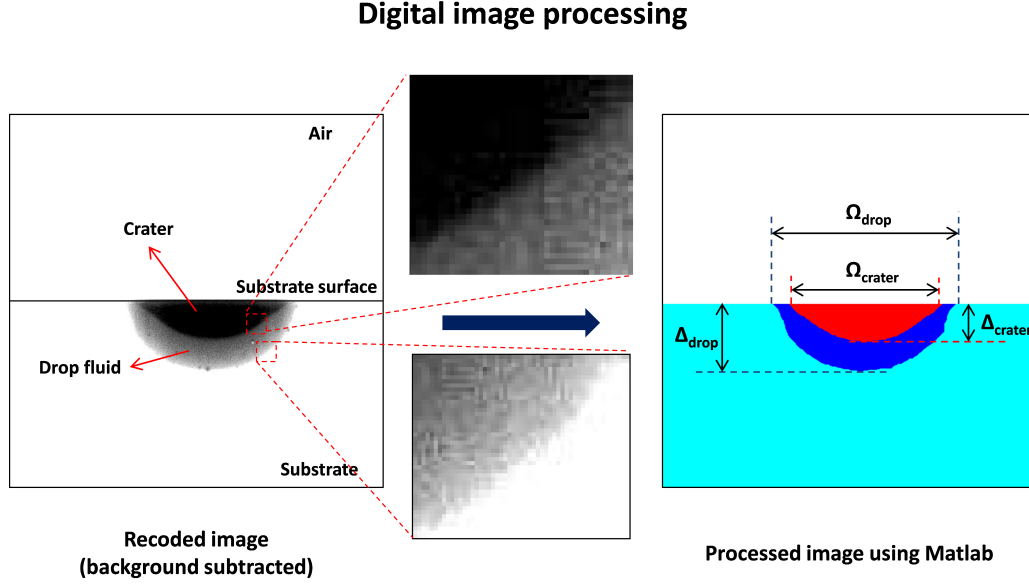 Digital image processing
Air
Crater
Substrate surface
Drop fluid
Substrate
Recoded image
(background subtracted)
Ωdrop
Ωcrater
Δdrop
Δcrater
Processed image using Matlab